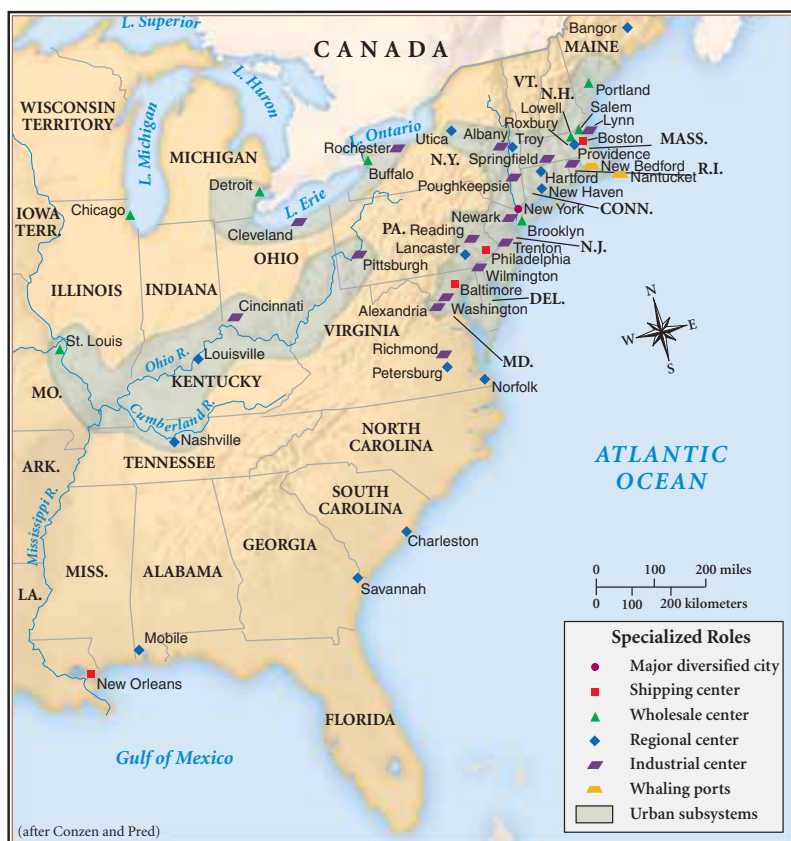 L. Superior
CANADA
Bangor
MAINE
L. Huron
VT.
Portland
WISCONSIN
TERRITORY
N.H.
Salem
Lowell
Lynn
Roxbury
L. Michigan
L. Ontario
Utica
Albany
Troy
Boston
MASS.
Rochester
MICHIGAN
N.Y.
Springfield
Providence
New Bedford
R.I.
Buffalo
Hartford
Nantucket
Detroit
Poughkeepsie
New Haven
L. Erie
CONN.
Chicago
IOWA
TERR.
Newark
New York
Cleveland
PA.
Reading
Brooklyn
N.J.
OHIO
Lancaster
Trenton
Pittsburgh
Philadelphia
Wilmington
ILLINOIS
INDIANA
Baltimore
DEL.
Cincinnati
Alexandria
Washington
VIRGINIA
St. Louis
Richmond
MD.
Ohio R.
Louisville
Petersburg
KENTUCKY
Norfolk
MO.
Cumberland R.
N
W
E
S
Nashville
NORTH
CAROLINA
TENNESSEE
ATLANTIC
OCEAN
ARK.
SOUTH
CAROLINA
Mississippi R.
GEORGIA
Charleston
MISS.
ALABAMA
LA.
Savannah
0 100 200 miles
0 100 200 kilometers
Mobile
New Orleans
FLORIDA
Gulf of Mexico
Specialized Roles
Major diversified city
Shipping center
Wholesale center
Regional center
Industrial center
Whaling ports
Urban subsystems
(after Conzen and Pred)